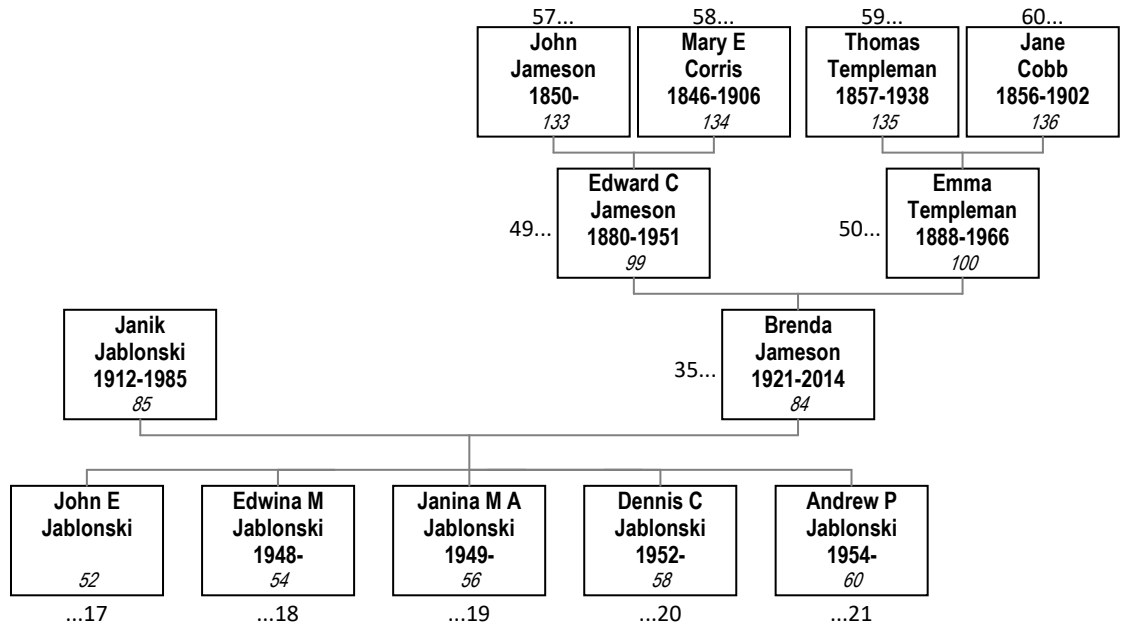 57...
58...
59...
60...
John
Jameson
1850-
133
Mary E
Corris
1846-1906
134
Thomas
Templeman
1857-1938
135
Jane
Cobb
1856-1902
136
49...
Edward C
Jameson
1880-1951
99
50...
Emma
Templeman
1888-1966
100
Janik
Jablonski
1912-1985
85
35...
Brenda
Jameson
1921-2014
84
John E
Jablonski
52
Edwina M
Jablonski
1948-
54
Janina M A
Jablonski
1949-
56
Dennis C
Jablonski
1952-
58
Andrew P
Jablonski
1954-
60
...17
...18
...19
...20
...21